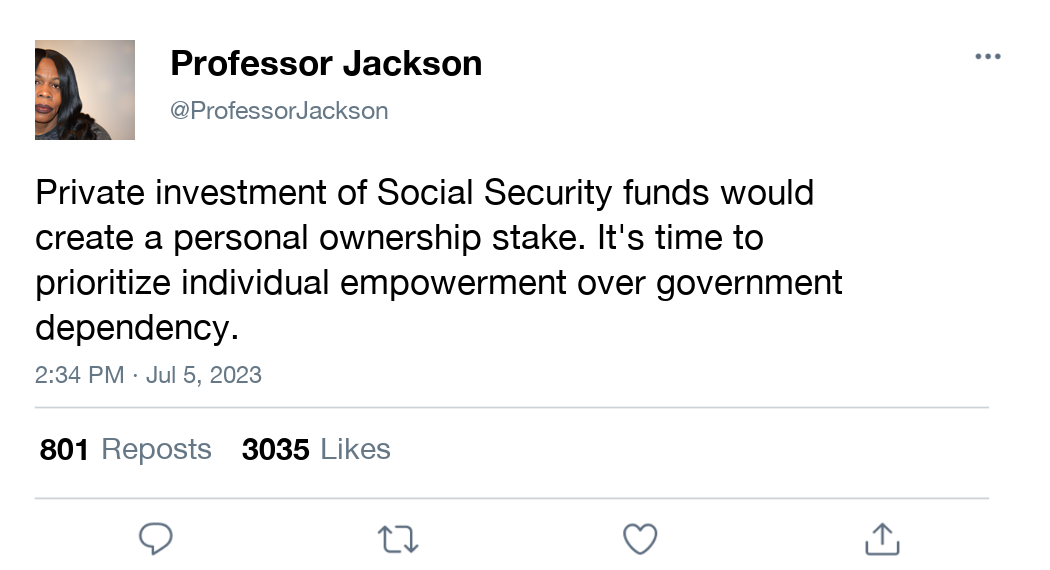 Professor Jackson
@ProfessorJackson
Private investment of Social Security funds would
create a personal ownership stake. It's time to
prioritize individual empowerment over government
dependency.
2:34 PM · Jul 5, 2023
801 Reposts 3035 Likes